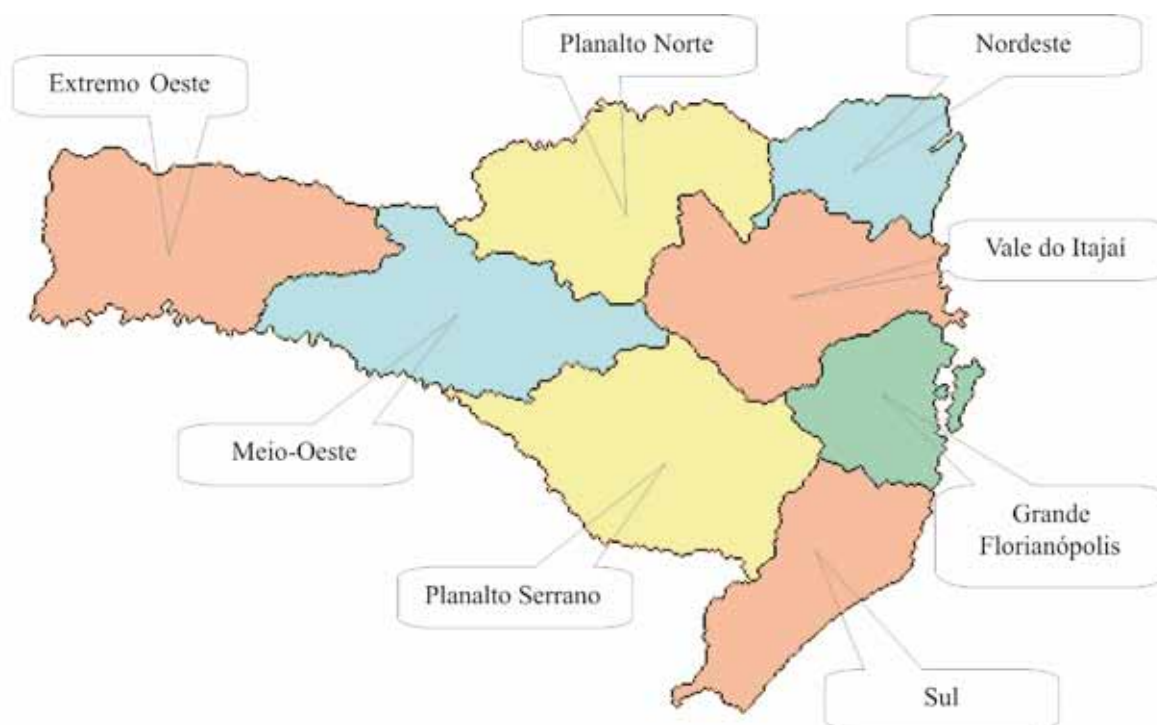 Planalto Norte
Nordeste
Extremo Oeste
Vale do Itajaí
Meio-Oeste
Grande
Florianópolis
Planalto Serrano
Sul